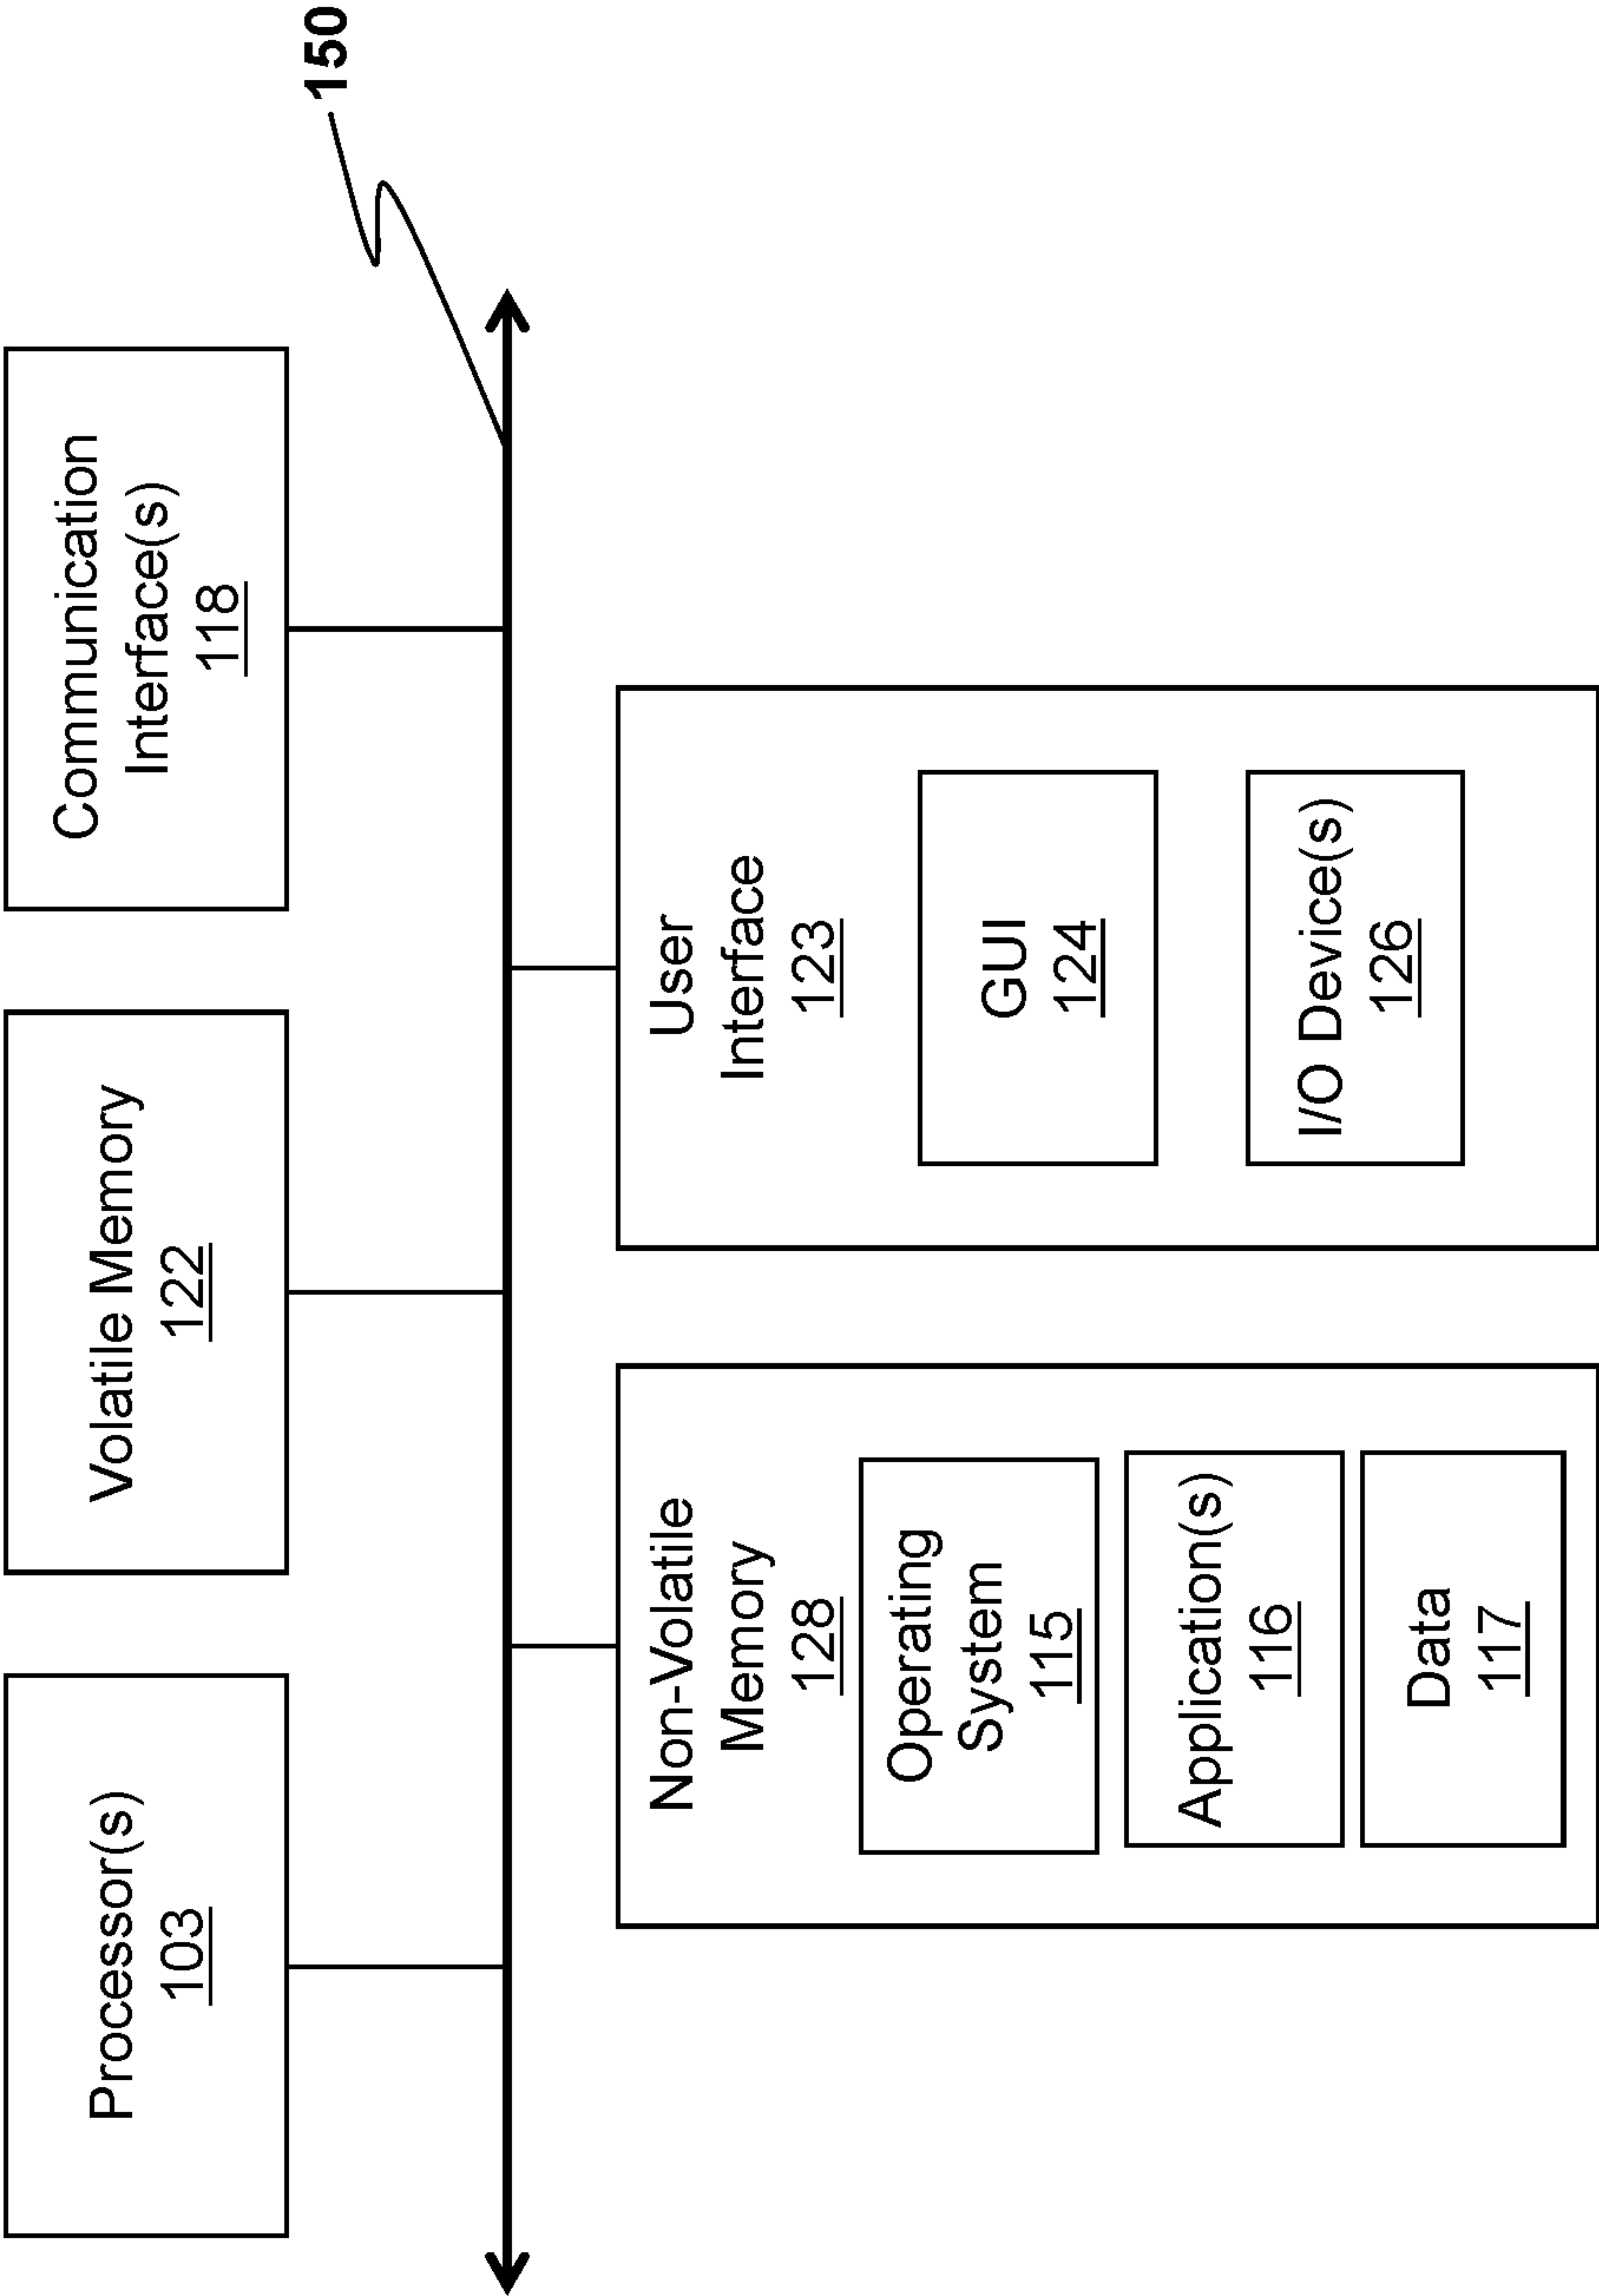 Processor(s)
103
Volatile Memory
122
Communication
Interface(s)
118
150
Non-Volatile
Memory
128
Operating
System
115
Application(s)
116
Data
117
User
Interface
123
GUI
124
I/O Device(s)
126